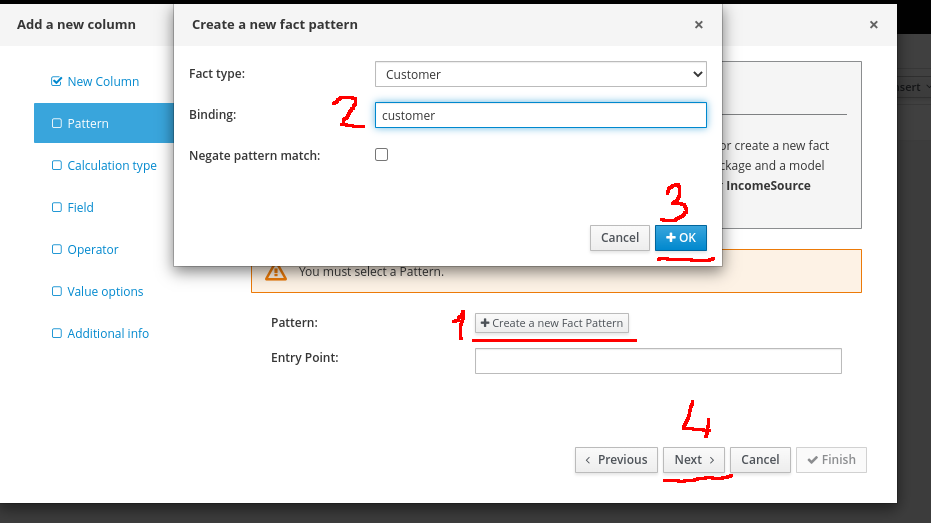 Add a new column
×
Create a new fact pattern
×
Fact type:
Customer
2
Binding:
customer
Negate pattern match:
3
Cancel
OK
New Column
Pattern
Calculation type
Field
Operator
Value options
Additional info
or create a new fact
and a model
IncomeSource
You must select a Pattern.
Pattern:
1
Create a new Fact Pattern
Entry Point:
4
< Previous
Next >
Cancel
Finish